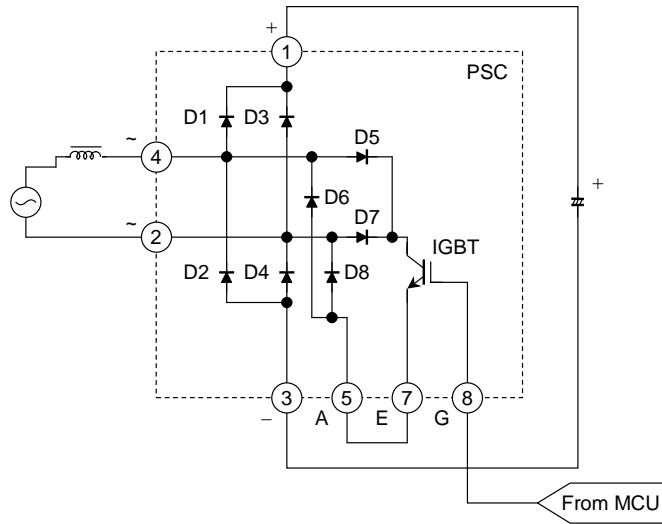 +
1
PSC
D1
D3
D5
~
4
D6
+
~
2
D7
IGBT
D2
D4
D8
3
5
7
8
−
A
E
G
From MCU